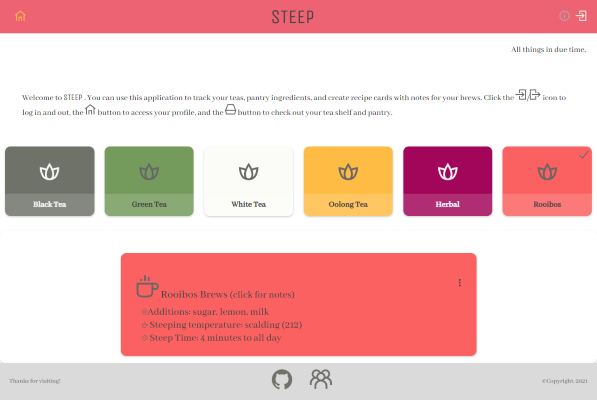 STEEP
All things in due time,
Welcome to STEEP . You can use this application to track your teas, pantry ingredients, and create recipe cards with notes for your brews. Click the / icon to
log in and out, the button to access your profile, and the button to check out your tea shelf and pantry.
Black Tea
Green Tea
White Tea
Oolong Tea
Herbal
Rooibos
Rooibos Brews (click for notes)
Additions: sugar, lemon, milk
Steeping temperature: scalding (212)
Steep Time: 4 minutes to all day
Thanks for visiting!
©Copyright, 2021